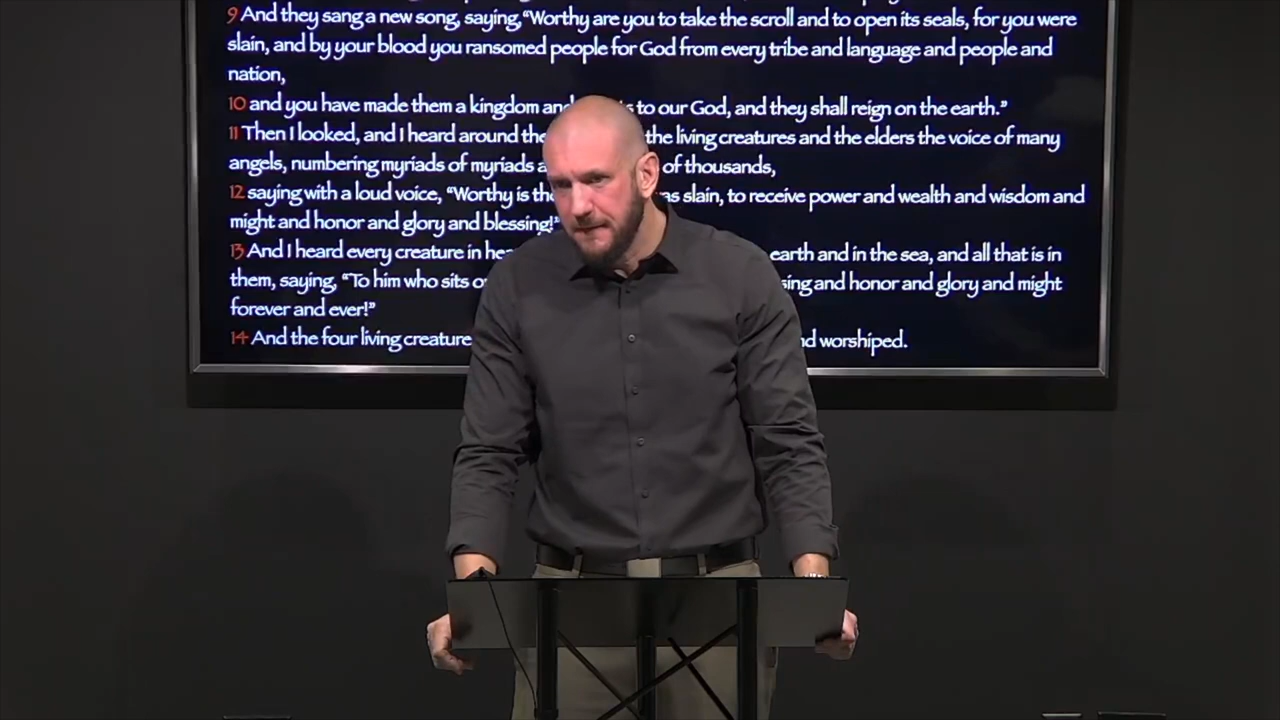 9 And they sang a new song, saying, “Worthy are you to take the scroll and to open its seals, for you were
slain, and by your blood you ransomed people for God from every tribe and language and people and
nation,
10 and you have made them a kingdom and to our God, and they shall reign on the earth.”
11 Then I looked, and I heard around the the living creatures and the elders the voice of many
angels, numbering myriads of myriads of thousands,
12 saying with a loud voice, “Worthy is the slain, to receive power and wealth and wisdom and
might and honor and glory and blessing!”
13 And I heard every creature in earth and in the sea, and all that is in
them, saying, “To him who sits and honor and glory and might
forever and ever!”
14 And the four living creature worshiped.